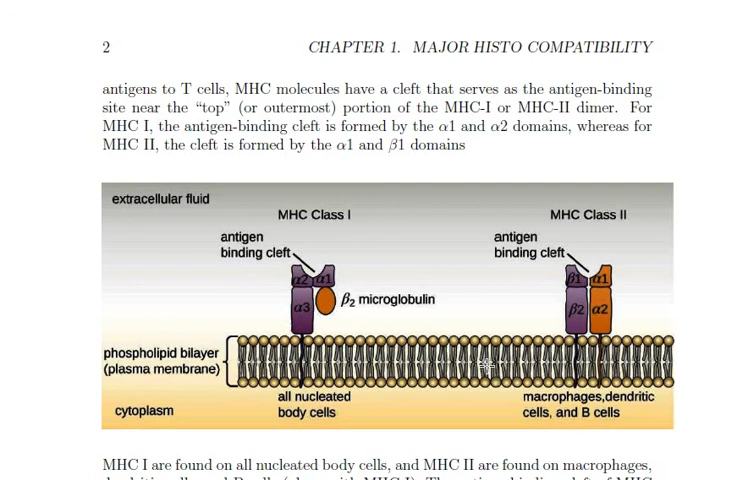 2 CHAPTER 1. MAJOR HISTO COMPATIBILITY
antigens to T cells, MHC molecules have a cleft that serves as the antigen-binding
site near the “top” (or outermost) portion of the MHC-I or MHC-II dimer. For
MHC I, the antigen-binding cleft is formed by the α1 and α2 domains, whereas for
MHC II, the cleft is formed by the α1 and β1 domains
extracellular fluid
MHC Class I
MHC Class II
antigen
binding cleft
antigen
binding cleft
α2 α1
β1 α1
α3
β2 microglobulin
β2 α2
phospholipid bilayer
(plasma membrane)
cytoplasm
all nucleated
body cells
macrophages,dendritic
cells, and B cells
MHC I are found on all nucleated body cells, and MHC II are found on macrophages,